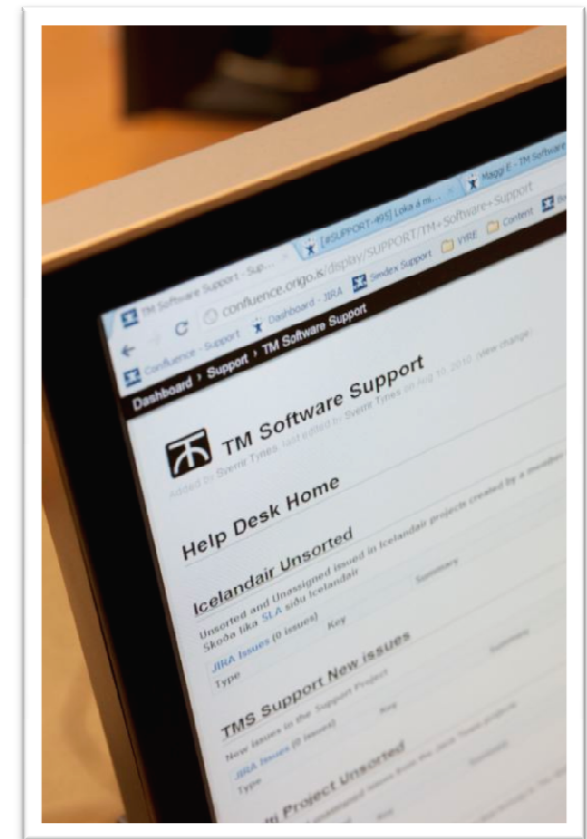 TM Software Support - Sup...
[#SUPPORT-495] Loka á mi...
Maggi E - TM Software
confluence.origo.is/display/SUPPORT/TM+Software+Support
Confluence - Support
Dashboard - JIRA
Sendex Support
VYRE
Content
Dashboard > Support > TM Software Support
TM Software Support
Added by Sverrir Tynes, last edited by Sverrir Tynes on Aug 10, 2010 (view change)
Help Desk Home
Icelandair Unsorted
Unsorted and Unassigned issued in Icelandair projects created by a
Skoða líka SLA síðu Icelandair
JIRA Issues (0 issues)
Type Key Summary
TMS Support New issues
New issues in the Support Project
JIRA Issues (0 issues)
Type Key Summary
Project Unsorted